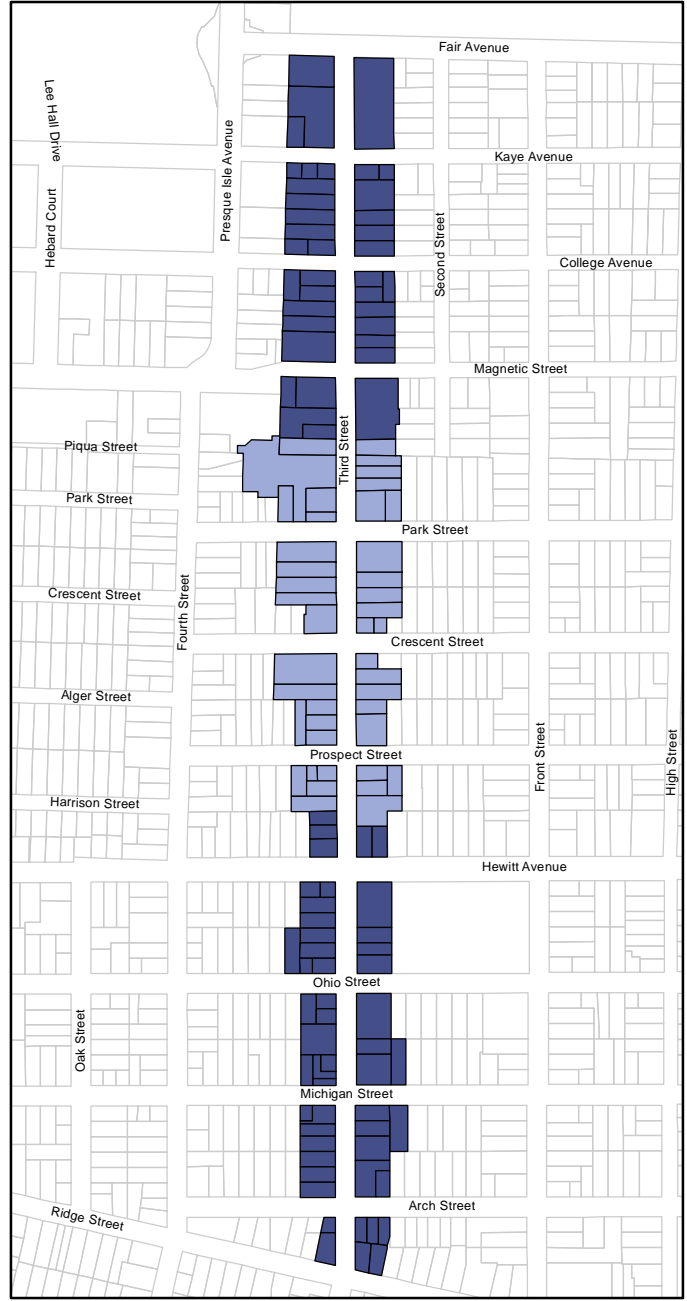 Fair Avenue
Lee Hall Drive
Presque Isle Avenue
Kaye Avenue
Hebard Court
Second Street
College Avenue
Magnetic Street
Third Street
Piqua Street
Park Street
Park Street
Crescent Street
Fourth Street
Crescent Street
Alger Street
Prospect Street
Front Street
High Street
Harrison Street
Hewitt Avenue
Ohio Street
Oak Street
Michigan Street
Arch Street
Ridge Street